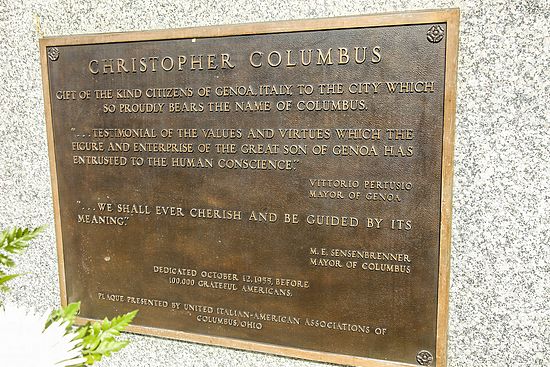 CHRISTOPHER COLUMBUS
GIFT OF THE KIND CITIZENS OF GENOA, ITALY, TO THE CITY WHICH
SO PROUDLY BEARS THE NAME OF COLUMBUS.
"...TESTIMONIAL OF THE VALUES AND VIRTUES WHICH THE
FIGURE AND ENTERPRISE OF THE GREAT SON OF GENOA HAS
ENTRUSTED TO THE HUMAN CONSCIENCE."
VITTORIO PERTUSIO
MAYOR OF GENOA
"...WE SHALL EVER CHERISH AND BE GUIDED BY ITS
MEANING."
M. E. SENSENBRENNER
MAYOR OF COLUMBUS
DEDICATED OCTOBER 12, 1955, BEFORE
100,000 GRATEFUL AMERICANS.
PLAQUE PRESENTED BY UNITED ITALIAN-AMERICAN ASSOCIATIONS OF
COLUMBUS, OHIO